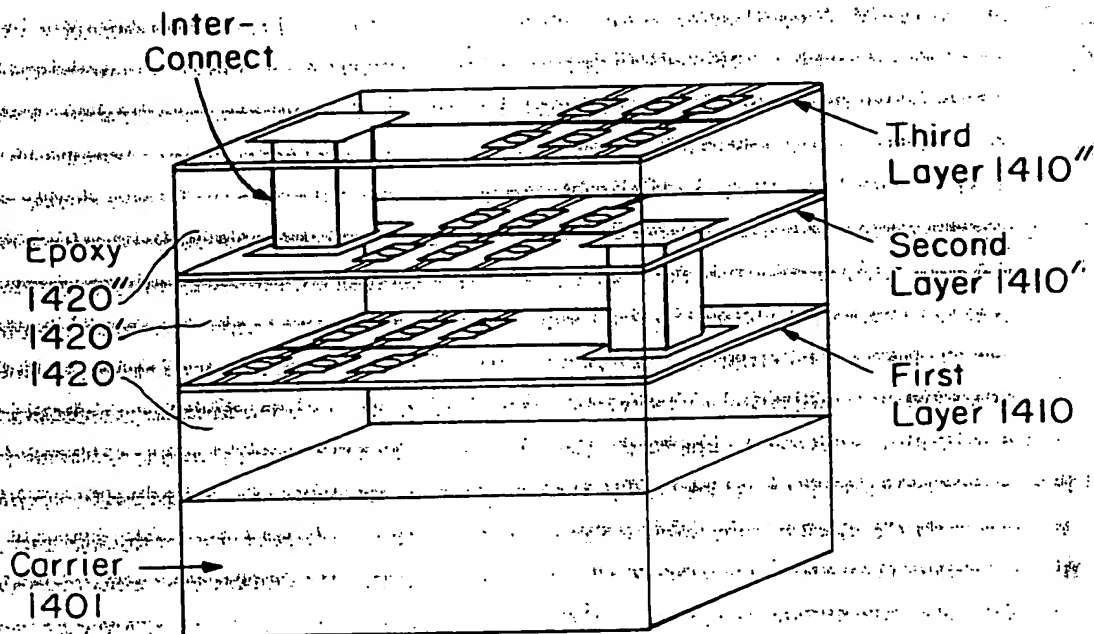 Inter-
Connect
Third
Layer 1410"
Epoxy
1420"
1420'
1420
Second
Layer 1410'
First
Layer 1410
Carrier
1401